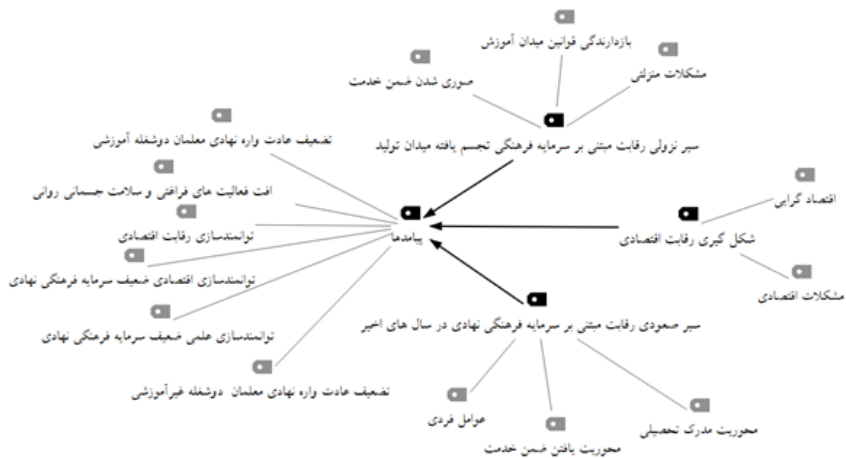 بازدارندگی قوانین میدان آموزش
مشکلات منزلتی
صوری شدن ضمن خدمت
سیر نزولی رقابت مبتنی بر سرمایه فرهنگی تجسم یافته میدان تولید
تضعیف عادت واره نهادی معلمان دوشغله آموزشی
افت فعالیت های فراغتی و سلامت جسمانی روانی
اقتصاد گرایی
توانمندسازی رقابت اقتصادی
پیامدها
شکل گیری رقابت اقتصادی
توانمندسازی اقتصادی ضعیف سرمایه فرهنگی نهادی
مشکلات اقتصادی
سیر صعودی رقابت مبتنی بر سرمایه فرهنگی نهادی در سال های اخیر
توانمندسازی علمی ضعیف سرمایه فرهنگی نهادی
تضعیف عادت واره نهادی معلمان دوشغله غیرآموزشی
عوامل فردی
محوریت مدرک تحصیلی
محوریت یافتن ضمن خدمت